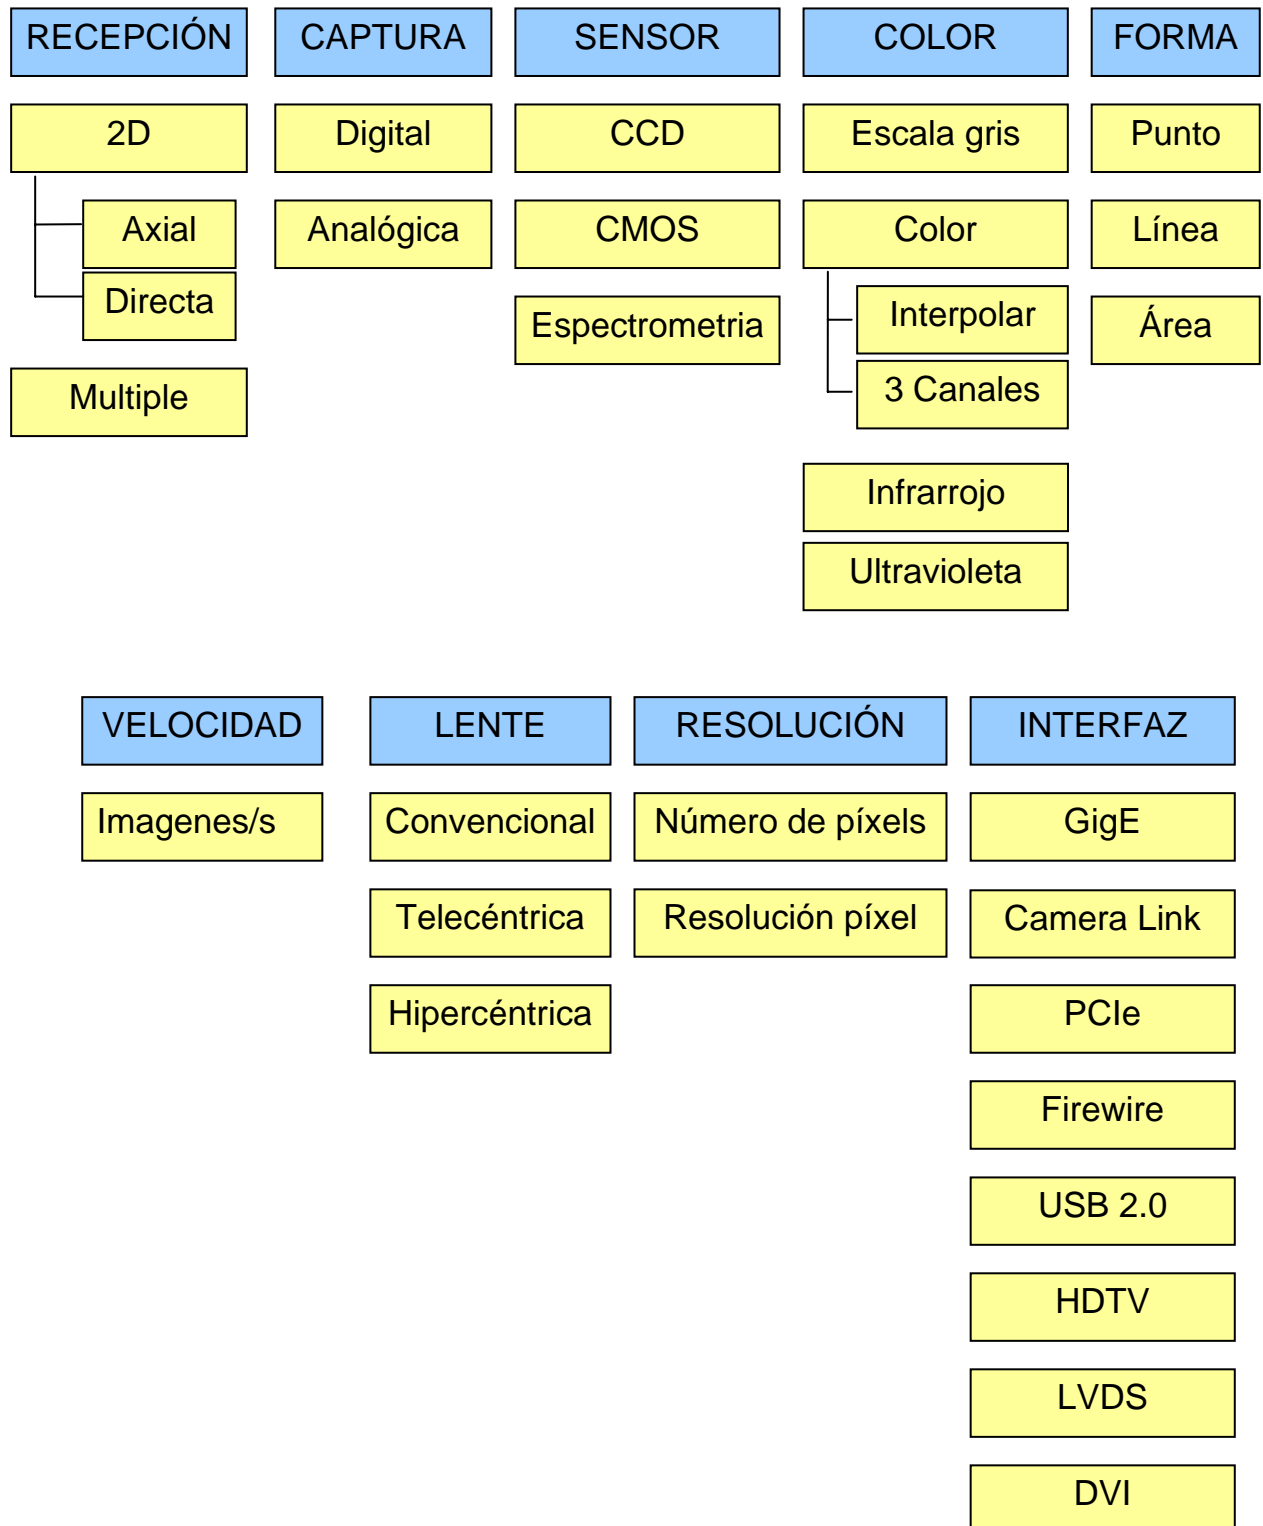 RECEPCIÓN
2D
Axial
Directa
Multiple
CAPTURA
Digital
Analógica
SENSOR
CCD
CMOS
Espectrometria
COLOR
Escala gris
Color
Interpolar
3 Canales
Infrarrojo
Ultravioleta
FORMA
Punto
Línea
Área
VELOCIDAD
Imagenes/s
LENTE
Convencional
Telecéntrica
Hipercéntrica
RESOLUCIÓN
Número de píxels
Resolución píxel
INTERFAZ
GigE
Camera Link
PCIe
Firewire
USB 2.0
HDTV
LVDS
DVI